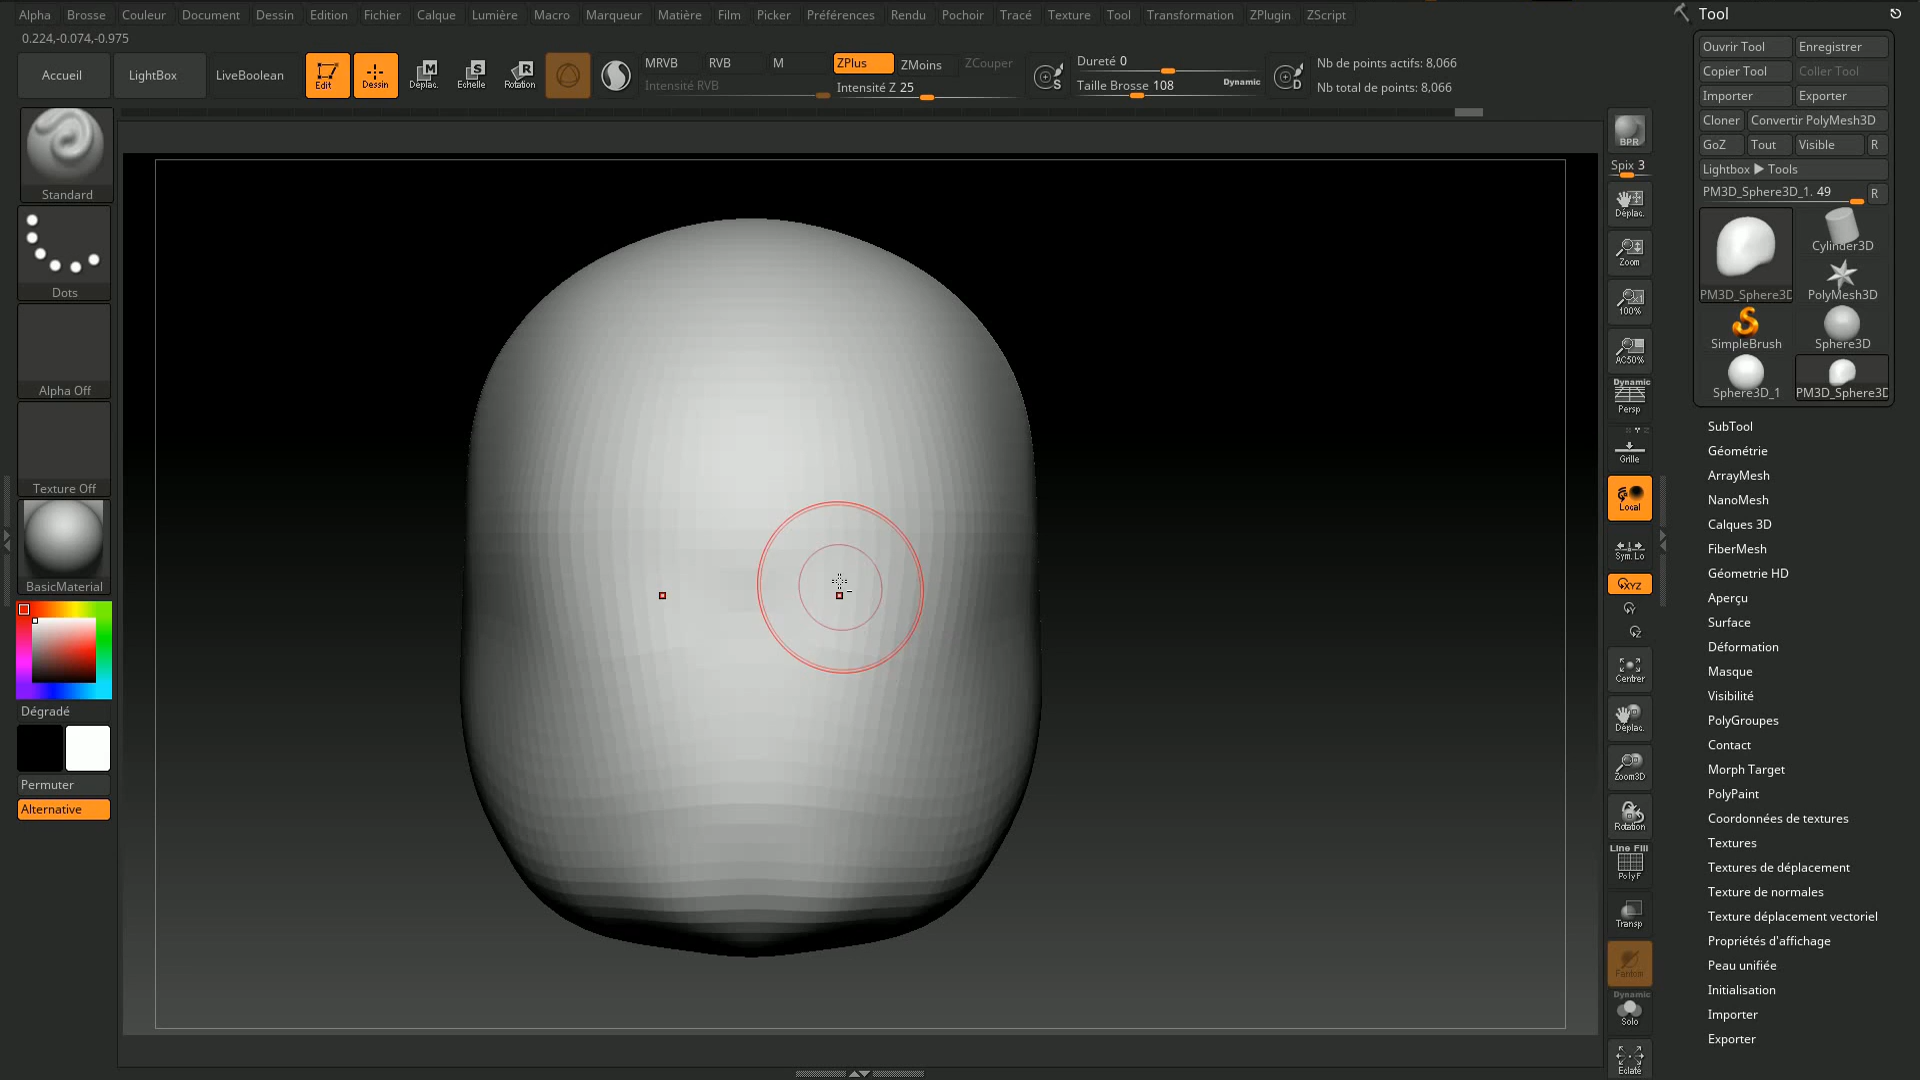 Alpha Brosse Couleur Document Dessin Edition Fichier Calque Lumière Macro Marqueur Matière Film Picker Préférences Rendu Pochoir Tracé Texture Tool Transformation ZPlugin ZScript
Tool
0.224,-0.074,-0.975
Accueil
LightBox
LiveBoolean
Edit
Dessin
Déplac.
Echelle
Rotation
MRVB RVB M
Intensité RVB
ZPlus ZMoins ZCouper
Intensité Z 25
Dureté 0
Taille Brosse 108
Dynamic
Nb de points actifs: 8,066
Nb total de points: 8,066
Standard
Dots
Alpha Off
Texture Off
BasicMaterial
Dégradé
Permuter
Alternative
BPR
Spix 3
Déplac.
Zoom
100%
AC50%
Dynamic
Persp
Grille
Local
Sym. Lo
XYZ
Y
Z
Centrer
Déplac.
Zoom3D
Rotation
Line Fill
PolyF
Transp
Fantom
Dynamic
Solo
Eclaté
Ouvrir Tool Enregistrer
Copier Tool Coller Tool
Importer Exporter
Cloner Convertir PolyMesh3D
GoZ Tout Visible R
Lightbox ▶ Tools
PM3D_Sphere3D_1. 49 R
PM3D_Sphere3D
Cylinder3D
PolyMesh3D
SimpleBrush
Sphere3D
Sphere3D_1
PM3D_Sphere3D
SubTool
Géométrie
ArrayMesh
NanoMesh
Calques 3D
FiberMesh
Géometrie HD
Aperçu
Surface
Déformation
Masque
Visibilité
PolyGroupes
Contact
Morph Target
PolyPaint
Coordonnées de textures
Textures
Textures de déplacement
Texture de normales
Texture déplacement vectoriel
Propriétés d'affichage
Peau unifiée
Initialisation
Importer
Exporter